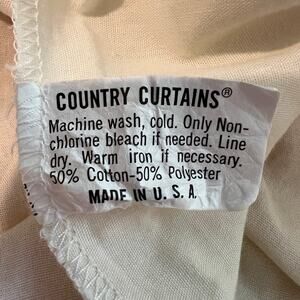 COUNTRY CURTAINS®
Machine wash, cold. Only Non-
chlorine bleach if needed. Line
dry. Warm iron if necessary.
50% Cotton-50% Polyester
MADE IN U. S. A.